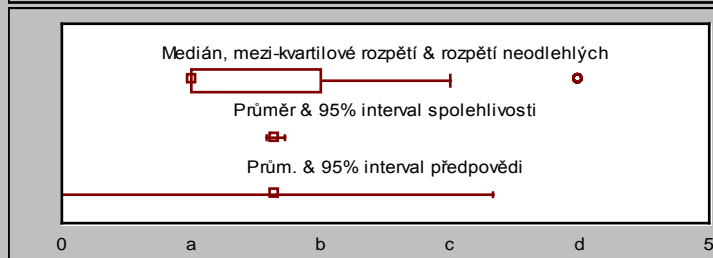 Medián, mezi-kvartilové rozpětí & rozpětí neodlehlých
Průměr & 95% interval spolehlivosti
Prům. & 95% interval předpovědi
0 a b c d 5